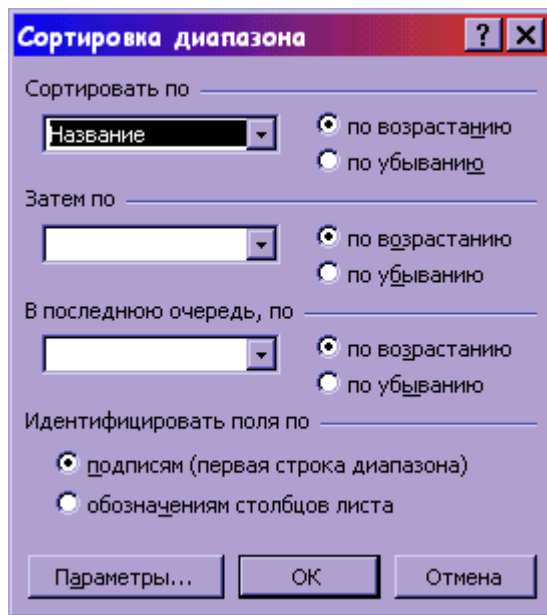 Сортировка диапазона
Сортировать по
Название
по возрастанию
по убыванию
Затем по
по возрастанию
по убыванию
В последнюю очередь, по
по возрастанию
по убыванию
Идентифицировать поля по
подписям (первая строка диапазона)
обозначениям столбцов листа
Параметры... ОК Отмена